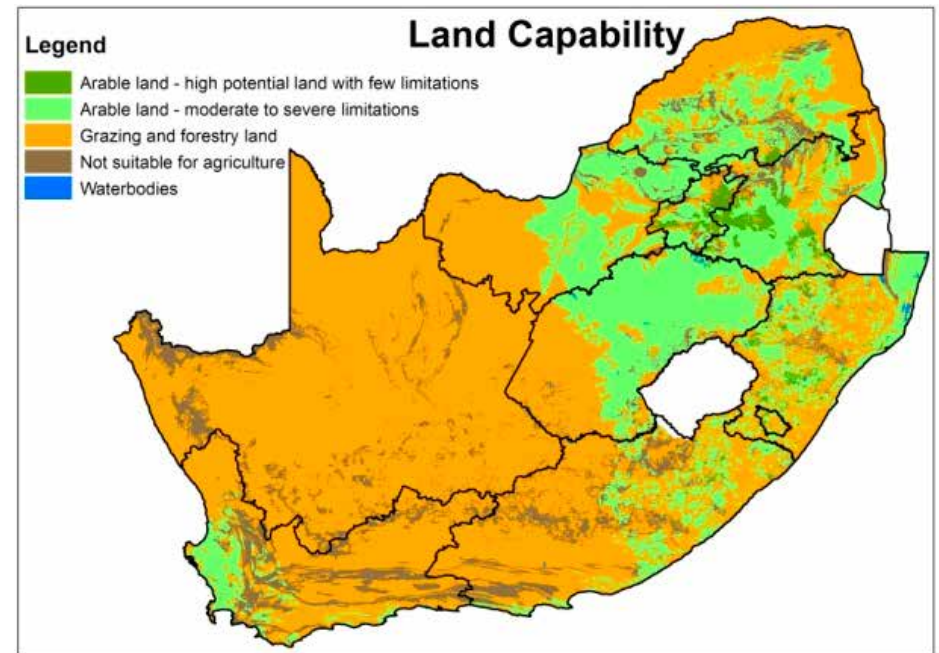 Land Capability
Legend
Arable land - high potential land with few limitations
Arable land - moderate to severe limitations
Grazing and forestry land
Not suitable for agriculture
Waterbodies